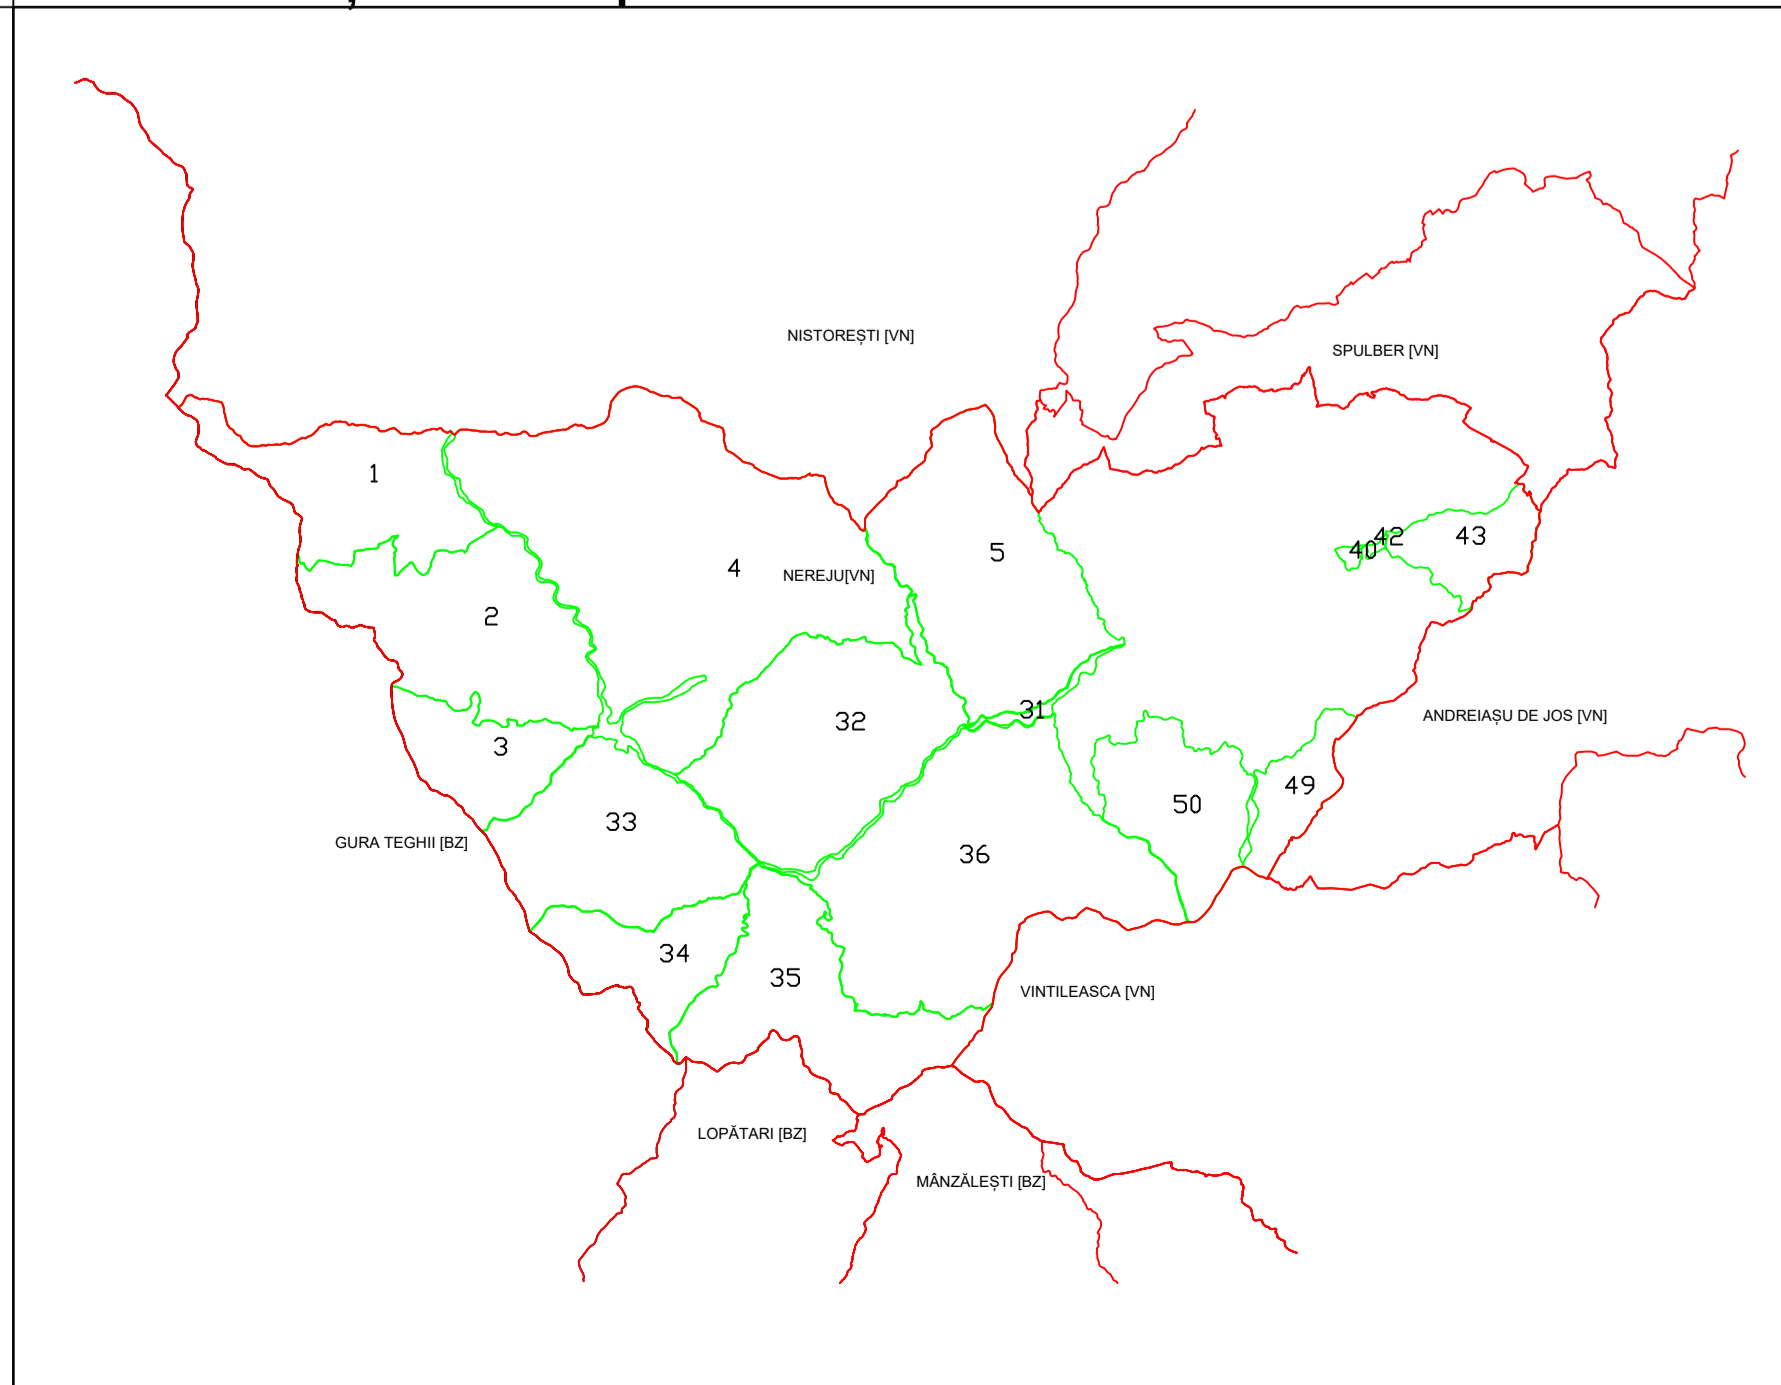 NISTOREȘTI [VN]
SPULBER [VN]
1
4
NEREJU[VN]
5
42
40
43
2
31
32
ANDREIAȘU DE JOS [VN]
3
49
50
33
GURA TEGHII [BZ]
36
34
35
VINTILEASCA [VN]
LOPĂTARI [BZ]
MÂNZĂLEȘTI [BZ]